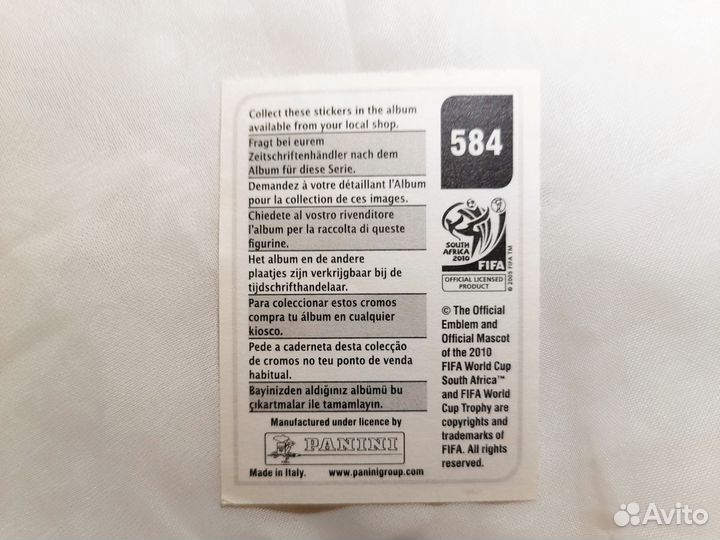 Collect these stickers in the album
available from your local shop.
Fragt bei eurem
Zeitschriftenhändler nach dem
Album für diese Serie.
Demandez à votre détaillant l'Album
pour la collection de ces images.
Chiedete al vostro rivenditore
l'album per la raccolta di queste
figurine.
Het album en de andere
plaatjes zijn verkrijgbaar bij de
tijdschrifthandelaar.
Para coleccionar estos cromos
compra tu álbum en cualquier
kiosco.
Pede a caderneta desta colecção
de cromos no teu ponto de venda
habitual.
Bayinizden aldığınız albümü bu
çıkartmalar ile tamamlayın.
Manufactured under licence by
PANINI
Made in Italy. www.paninigroup.com
584
SOUTH
AFRICA
2010
FIFA
OFFICIAL LICENSED
PRODUCT
© 2005 FIFA TM
© The Official
Emblem and
Official Mascot
of the 2010
FIFA World Cup
South Africa™
and FIFA World
Cup Trophy are
copyrights and
trademarks of
FIFA. All rights
reserved.
Avito